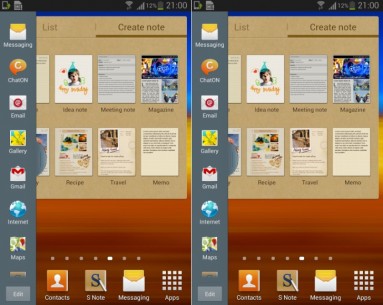 12% 21:00
List Create note
Messaging
ChatON
Email
Gallery
Gmail
Internet
Maps
Edit
Idea note Meeting note Magazine
Recipe Travel Memo
Contacts S Note Messaging Apps
12% 21:00
List Create note
Messaging
ChatON
Email
Gallery
Gmail
Internet
Maps
Edit
Idea note Meeting note Magazine
Recipe Travel Memo
Contacts S Note Messaging Apps